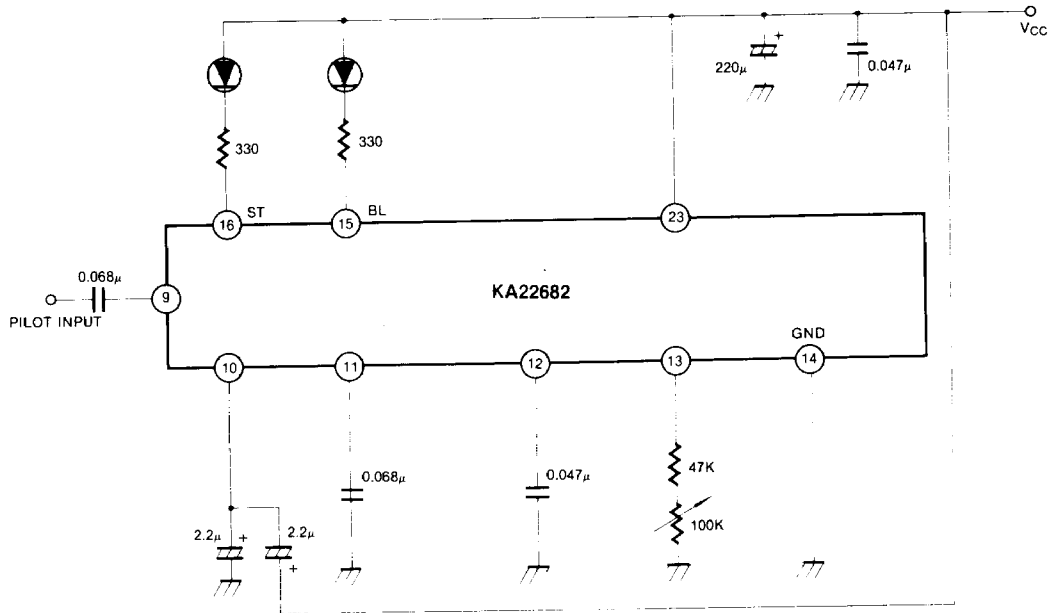 VCC
+
220μ
0.047μ
330
330
16
ST
15
BL
23
0.068μ
9
PILOT INPUT
KA22682
GND
10
11
12
13
14
0.068μ
0.047μ
47K
100K
2.2μ
+
2.2μ
+